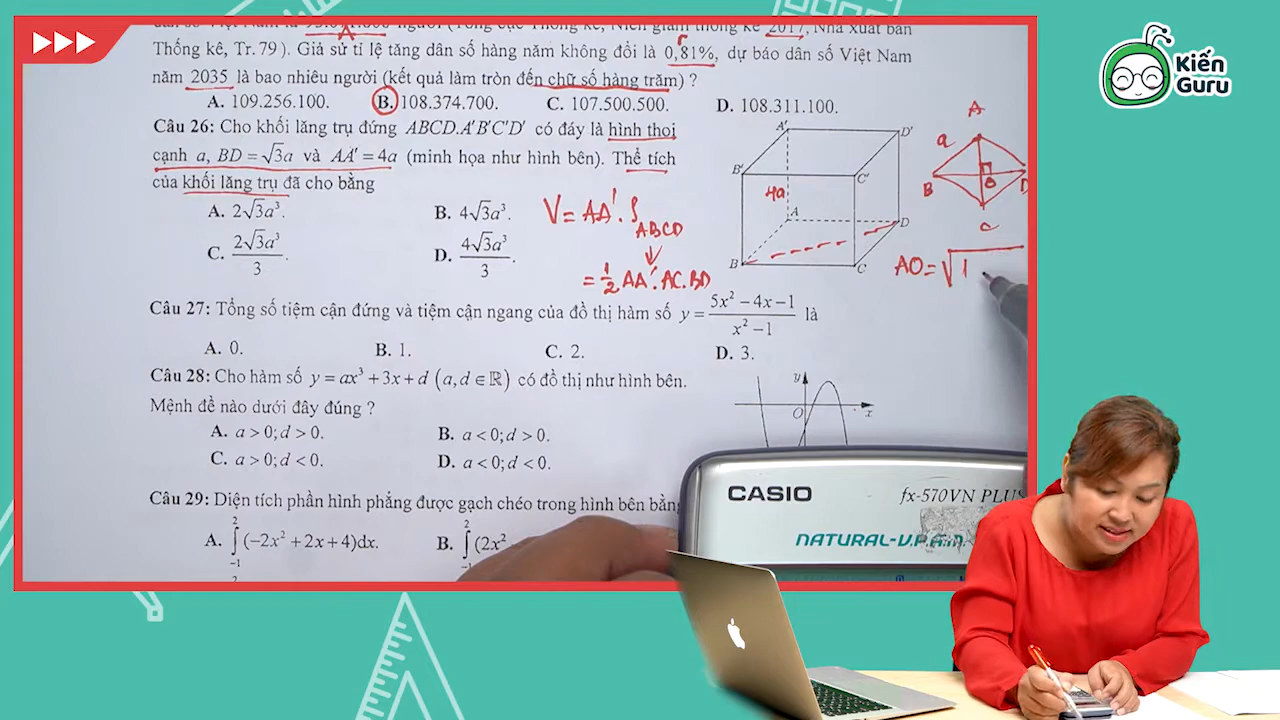 Thống kê, Tr. 79). Giả sử tỉ lệ tăng dân số hàng năm không đổi là 0,81%, dự báo dân số Việt Nam
năm 2035 là bao nhiêu người (kết quả làm tròn đến chữ số hàng trăm) ?
A. 109.256.100. B. 108.374.700. C. 107.500.500. D. 108.311.100.
Câu 26: Cho khối lăng trụ đứng ABCD.A'B'C'D' có đáy là hình thoi
cạnh a, BD = √3a và AA' = 4a (minh họa như hình bên). Thể tích
của khối lăng trụ đã cho bằng
A. 2√3a³. B. 4√3a³.
C. 2√3a³/3. D. 4√3a³/3.
V = AA'. S ABCD
= 1/2 AA'. AC. BD
A' D' B' C' 4a A D B C
A a B O D C
AO = √1
Câu 27: Tổng số tiệm cận đứng và tiệm cận ngang của đồ thị hàm số y = (5x² − 4x − 1)/(x² − 1) là
A. 0. B. 1. C. 2. D. 3.
Câu 28: Cho hàm số y = ax³ + 3x + d (a, d ∈ ℝ) có đồ thị như hình bên.
Mệnh đề nào dưới đây đúng ?
A. a > 0; d > 0. B. a < 0; d > 0.
C. a > 0; d < 0. D. a < 0; d < 0.
y O x
Câu 29: Diện tích phần hình phẳng được gạch chéo trong hình bên bằng
A. ∫₋₁² (−2x² + 2x + 4)dx. B. ∫₋₁² (2x²
CASIO fx-570VN PLUS
NATURAL-V.P.A.M.
Kiến
Guru